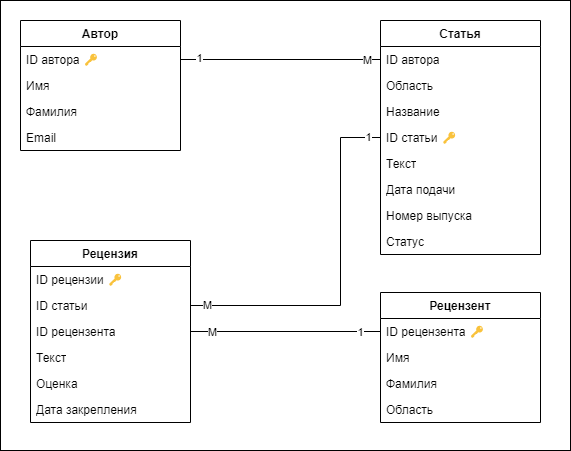 Автор
ID автора
Имя
Фамилия
Email
1
M
Статья
ID автора
Область
Название
ID статьи
Текст
Дата подачи
Номер выпуска
Статус
1
Рецензия
ID рецензии
ID статьи
ID рецензента
Текст
Оценка
Дата закрепления
M
M
1
Рецензент
ID рецензента
Имя
Фамилия
Область